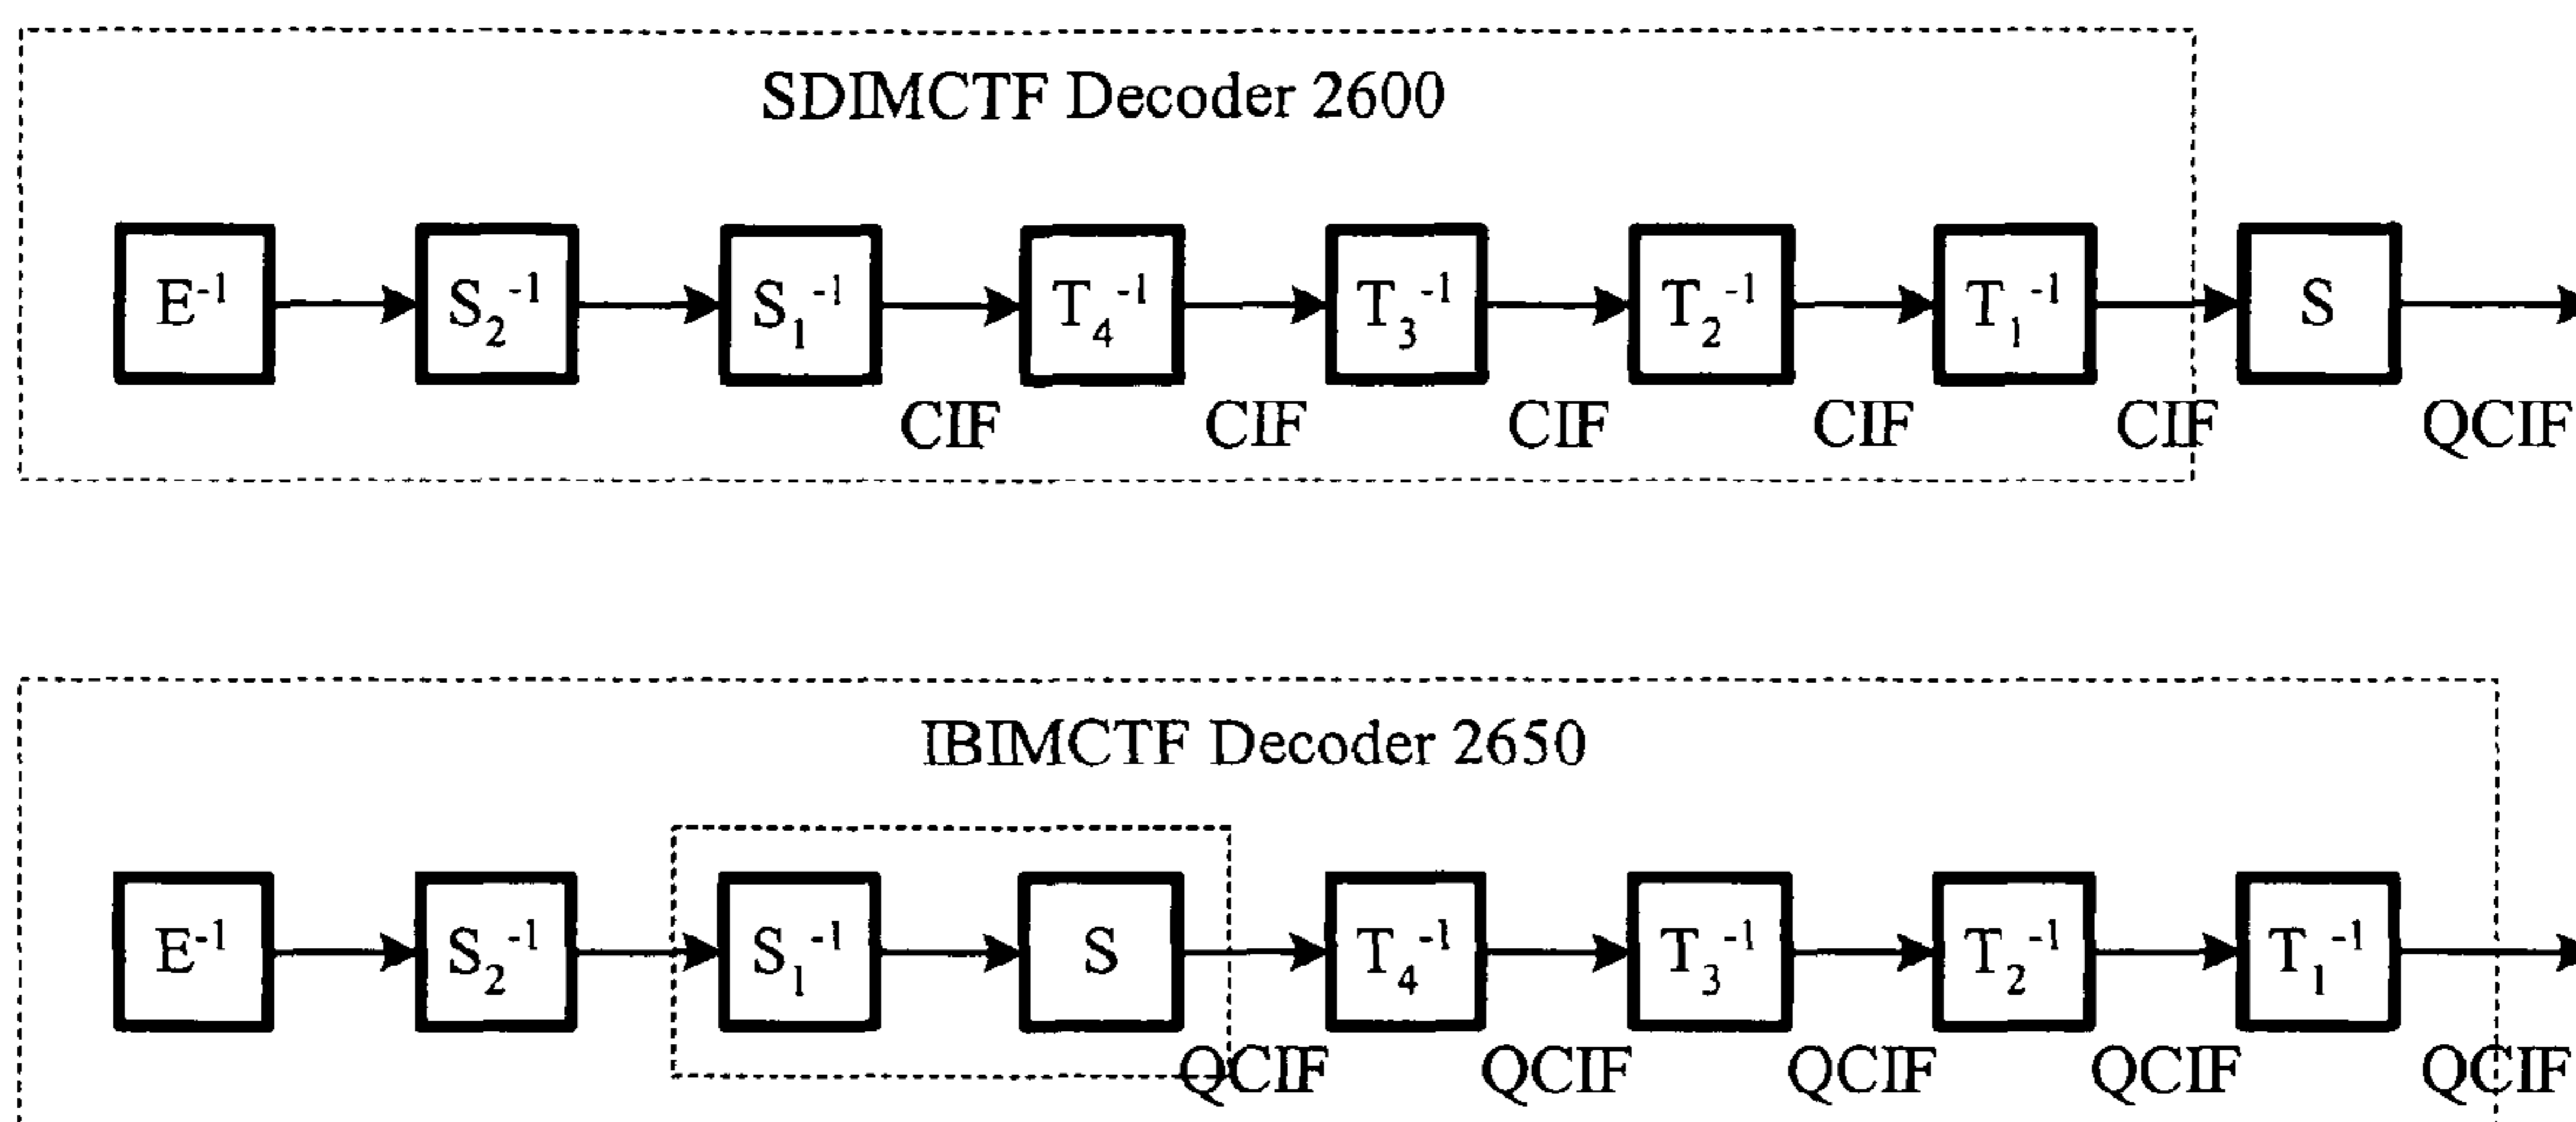 SDIMCTF Decoder 2600
E⁻¹ S₂⁻¹ S₁⁻¹ T₄⁻¹ T₃⁻¹ T₂⁻¹ T₁⁻¹ S
CIF CIF CIF CIF CIF QCIF
IBIMCTF Decoder 2650
E⁻¹ S₂⁻¹ S₁⁻¹ S T₄⁻¹ T₃⁻¹ T₂⁻¹ T₁⁻¹
QCIF QCIF QCIF QCIF QCIF